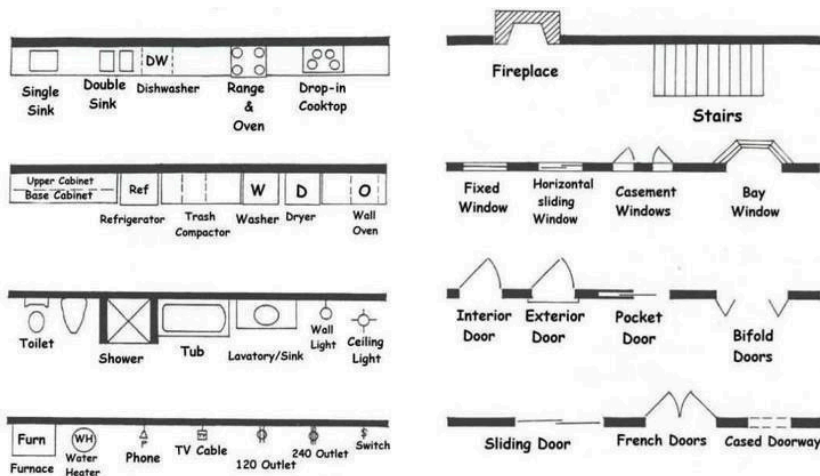 DW
Single
Sink
Double
Sink
Dishwasher
Range
&
Oven
Drop-in
Cooktop
Upper Cabinet
Base Cabinet
Ref
W
D
O
Refrigerator
Trash
Compactor
Washer
Dryer
Wall
Oven
Toilet
Shower
Tub
Lavatory/Sink
Wall
Light
Ceiling
Light
Furn
WH
TV
Furnace
Water
Heater
Phone
TV Cable
120 Outlet
240 Outlet
Switch
Fireplace
Stairs
Fixed
Window
Horizontal
sliding
Window
Casement
Windows
Bay
Window
Interior
Door
Exterior
Door
Pocket
Door
Bifold
Doors
Sliding Door
French Doors
Cased Doorway